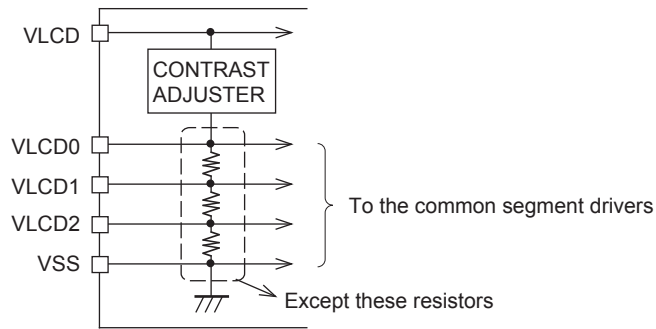 VLCD
CONTRAST
ADJUSTER
VLCD0
VLCD1
VLCD2
VSS
To the common segment drivers
Except these resistors